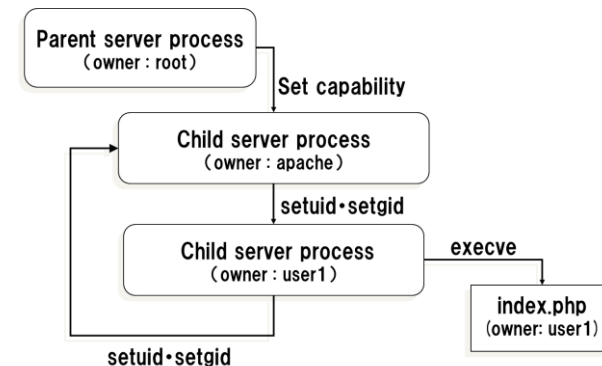 Parent server process
(owner : root)
Set capability
Child server process
(owner : apache)
setuid・setgid
Child server process
(owner : user1)
execve
index.php
(owner: user1)
setuid・setgid